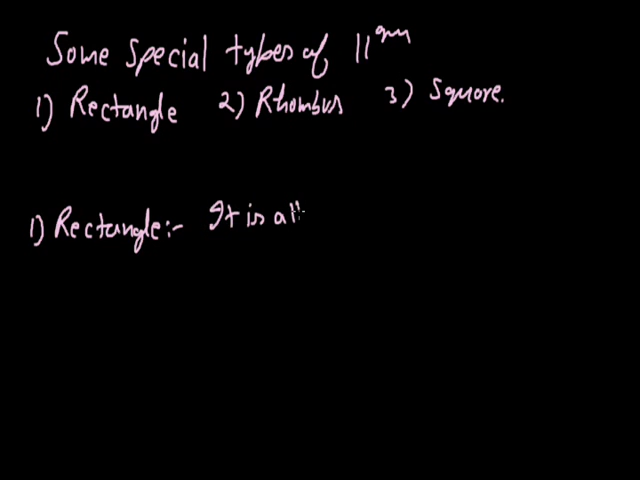 Some special types of ||gm
1) Rectangle 2) Rhombus 3) Square.
1) Rectangle:- It is a ||